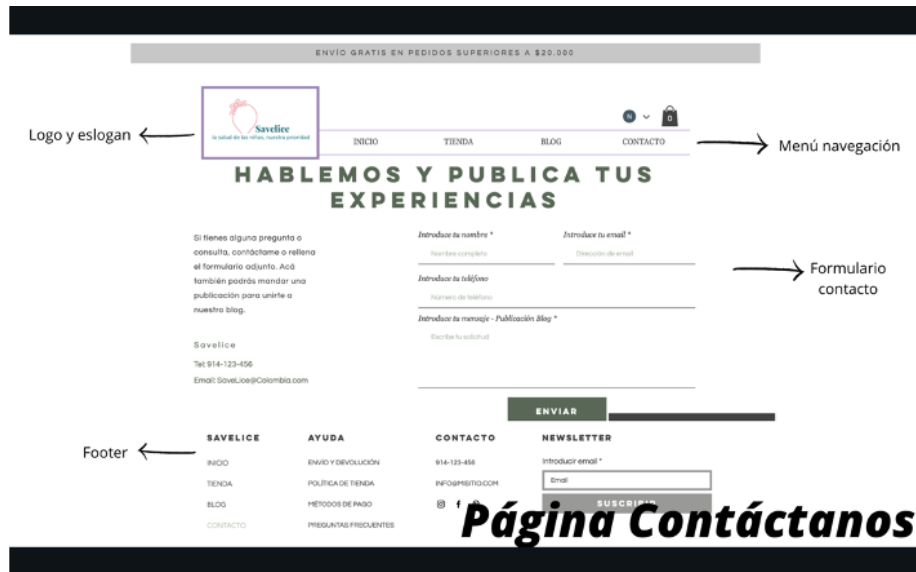 ENVÍO GRATIS EN PEDIDOS SUPERIORES A $20.000
Logo y eslogan
Savelice
la salud de las niñas, nuestra prioridad
N
0
INICIO TIENDA BLOG CONTACTO
Menú navegación
HABLEMOS Y PUBLICA TUS
EXPERIENCIAS
Si tienes alguna pregunta o
consulta, contáctame o rellena
el formulario adjunto. Acá
también podrás mandar una
publicación para unirte a
nuestro blog.
Savelice
Tel: 914-123-456
Email: SaveLice@Colombia.com
Introduce tu nombre * Introduce tu email *
Nombre completo Dirección de email
Introduce tu teléfono
Número de teléfono
Introduce tu mensaje - Publicación Blog *
Escribe tu solicitud
Formulario
contacto
ENVIAR
Footer
SAVELICE AYUDA CONTACTO NEWSLETTER
INICIO ENVÍO Y DEVOLUCIÓN 914-123-456 Introducir email *
TIENDA POLÍTICA DE TIENDA INFO@MISITIO.COM Email
BLOG MÉTODOS DE PAGO SUSCRIBIR
CONTACTO PREGUNTAS FRECUENTES
Página Contáctanos